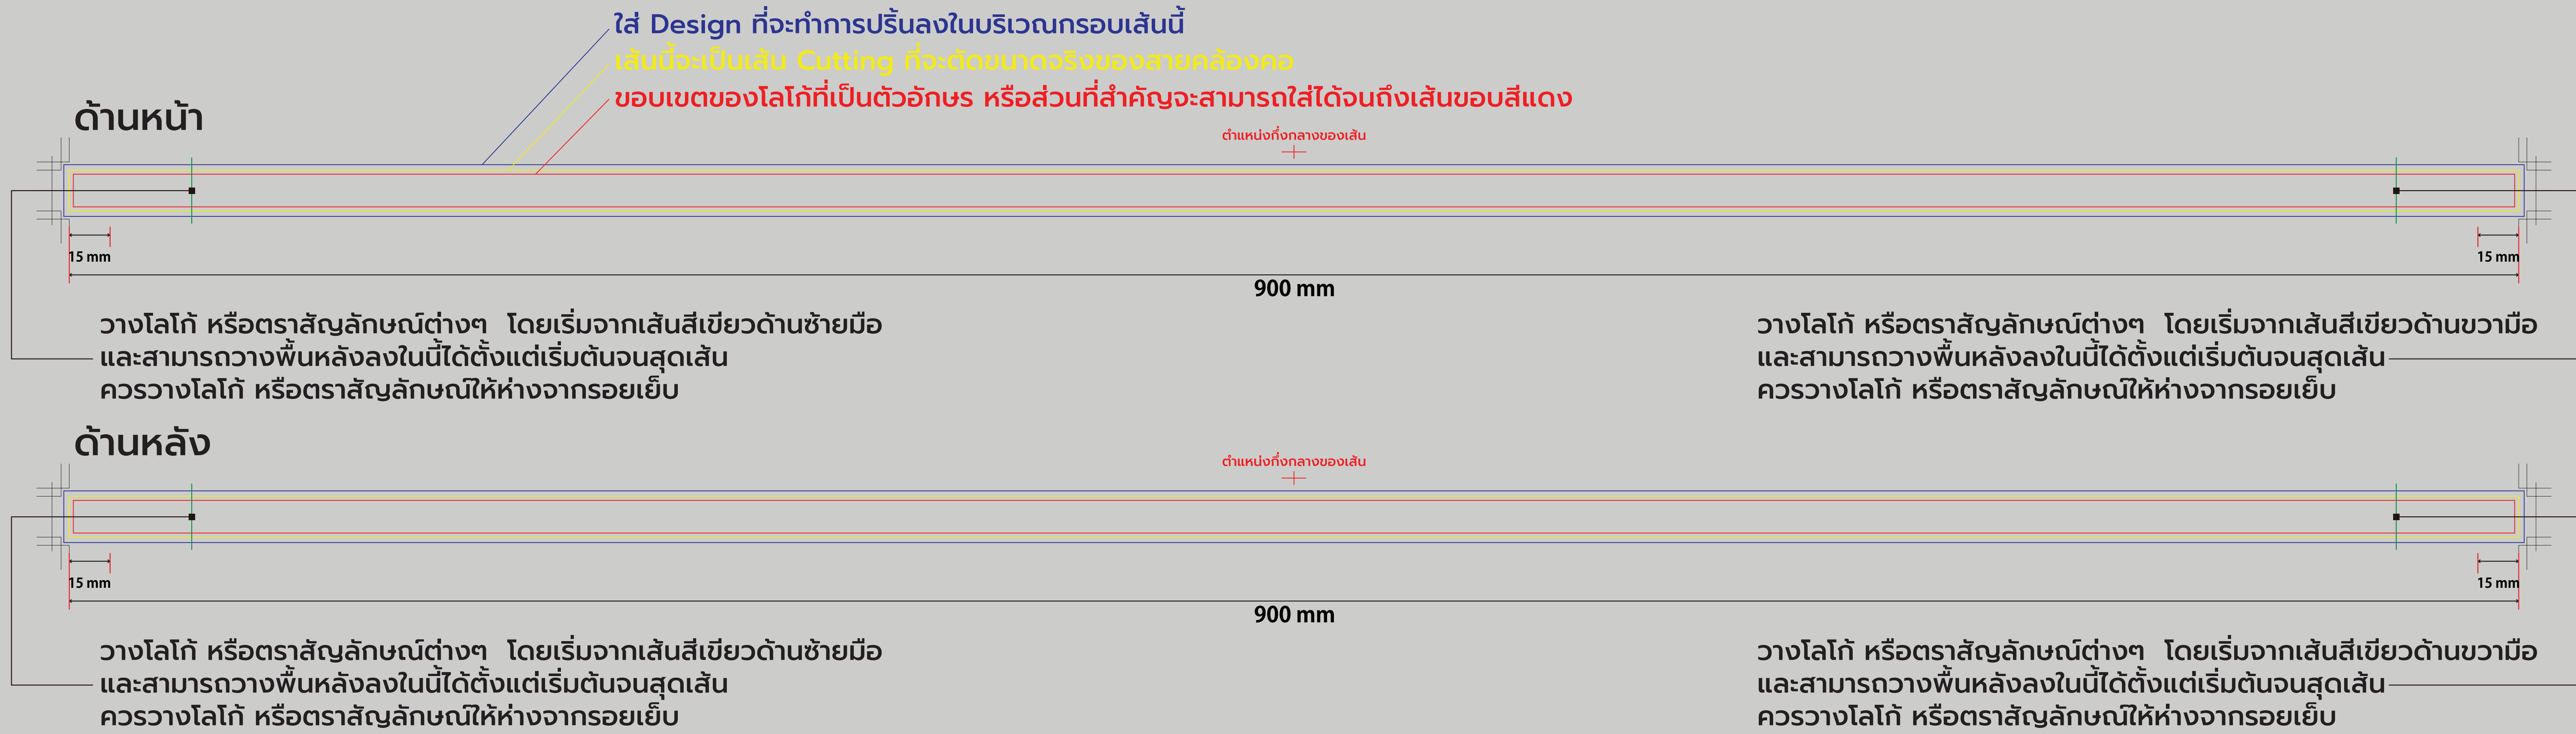 ใส่ Design ที่จะทำการปริ้นลงในบริเวณกรอบเส้นนี้
เส้นนี้จะเป็นเส้น Cutting ที่จะตัดขนาดจริงของสายคล้องคอ
ขอบเขตของโลโก้ที่เป็นตัวอักษร หรือส่วนที่สำคัญจะสามารถใส่ได้จนถึงเส้นขอบสีแดง
ด้านหน้า
ตำแหน่งกึ่งกลางของเส้น
15 mm
15 mm
900 mm
วางโลโก้ หรือตราสัญลักษณ์ต่างๆ โดยเริ่มจากเส้นสีเขียวด้านซ้ายมือ
และสามารถวางพื้นหลังลงในนี้ได้ตั้งแต่เริ่มต้นจนสุดเส้น
ควรวางโลโก้ หรือตราสัญลักษณ์ให้ห่างจากรอยเย็บ
วางโลโก้ หรือตราสัญลักษณ์ต่างๆ โดยเริ่มจากเส้นสีเขียวด้านขวามือ
และสามารถวางพื้นหลังลงในนี้ได้ตั้งแต่เริ่มต้นจนสุดเส้น
ควรวางโลโก้ หรือตราสัญลักษณ์ให้ห่างจากรอยเย็บ
ด้านหลัง
ตำแหน่งกึ่งกลางของเส้น
15 mm
15 mm
900 mm
วางโลโก้ หรือตราสัญลักษณ์ต่างๆ โดยเริ่มจากเส้นสีเขียวด้านซ้ายมือ
และสามารถวางพื้นหลังลงในนี้ได้ตั้งแต่เริ่มต้นจนสุดเส้น
ควรวางโลโก้ หรือตราสัญลักษณ์ให้ห่างจากรอยเย็บ
วางโลโก้ หรือตราสัญลักษณ์ต่างๆ โดยเริ่มจากเส้นสีเขียวด้านขวามือ
และสามารถวางพื้นหลังลงในนี้ได้ตั้งแต่เริ่มต้นจนสุดเส้น
ควรวางโลโก้ หรือตราสัญลักษณ์ให้ห่างจากรอยเย็บ